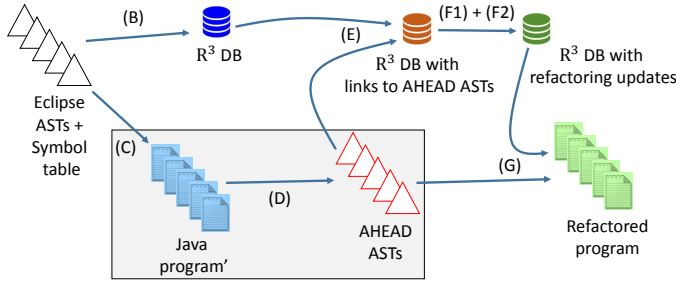 (B)
R³ DB
(E)
(F1) + (F2)
R³ DB with
links to AHEAD ASTs
R³ DB with
refactoring updates
Eclipse
ASTs +
Symbol
table
(C)
(D)
(G)
Java
program’
AHEAD
ASTs
Refactored
program